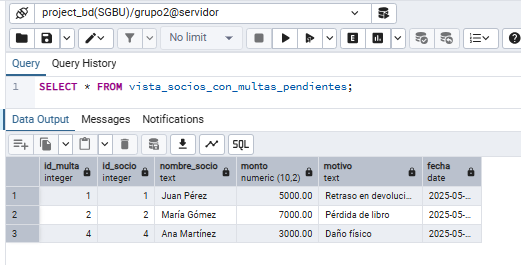 project_bd(SGBU)/grupo2@servidor
No limit
Query Query History
1 SELECT * FROM vista_socios_con_multas_pendientes;
Data Output Messages Notifications
SQL
id_multa integer id_socio integer nombre_socio text monto numeric (10,2) motivo text fecha date
1 1 1 Juan Pérez 5000.00 Retraso en devoluci... 2025-05-...
2 2 2 María Gómez 7000.00 Pérdida de libro 2025-05-...
3 4 4 Ana Martínez 3000.00 Daño físico 2025-05-...